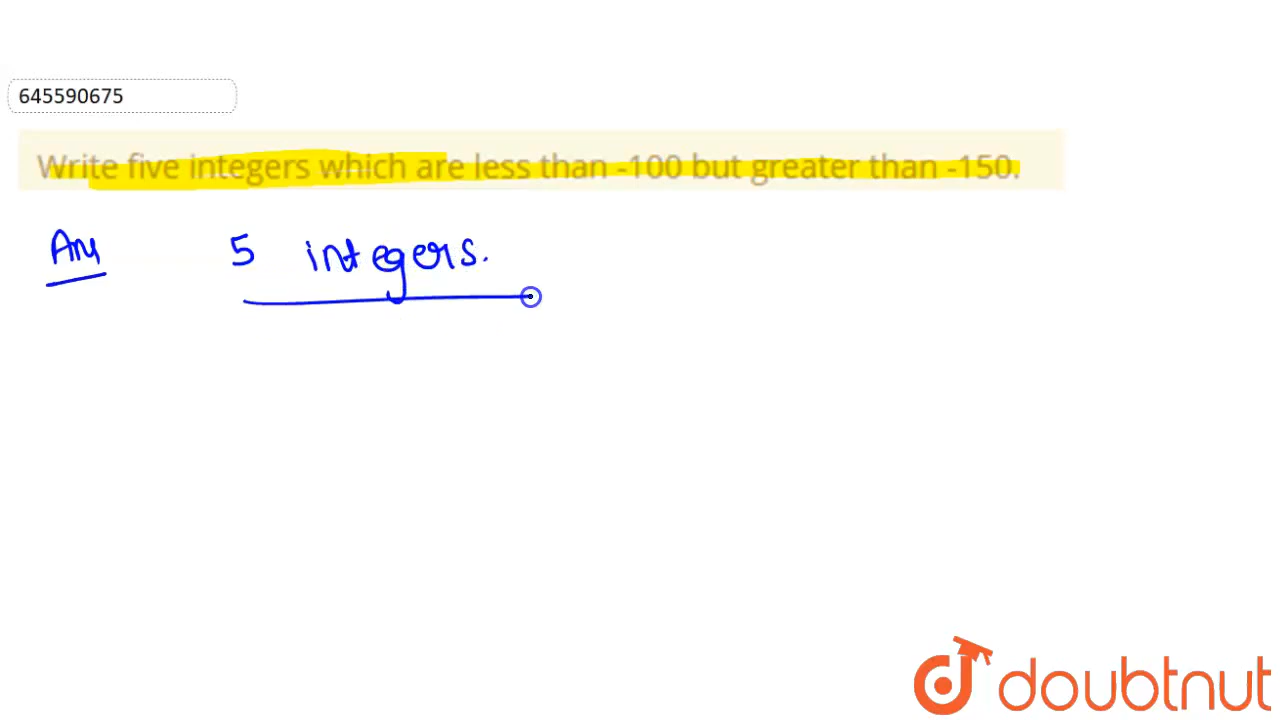 645590675
Write five integers which are less than -100 but greater than -150.
Ans 5 integers.
doubtnut